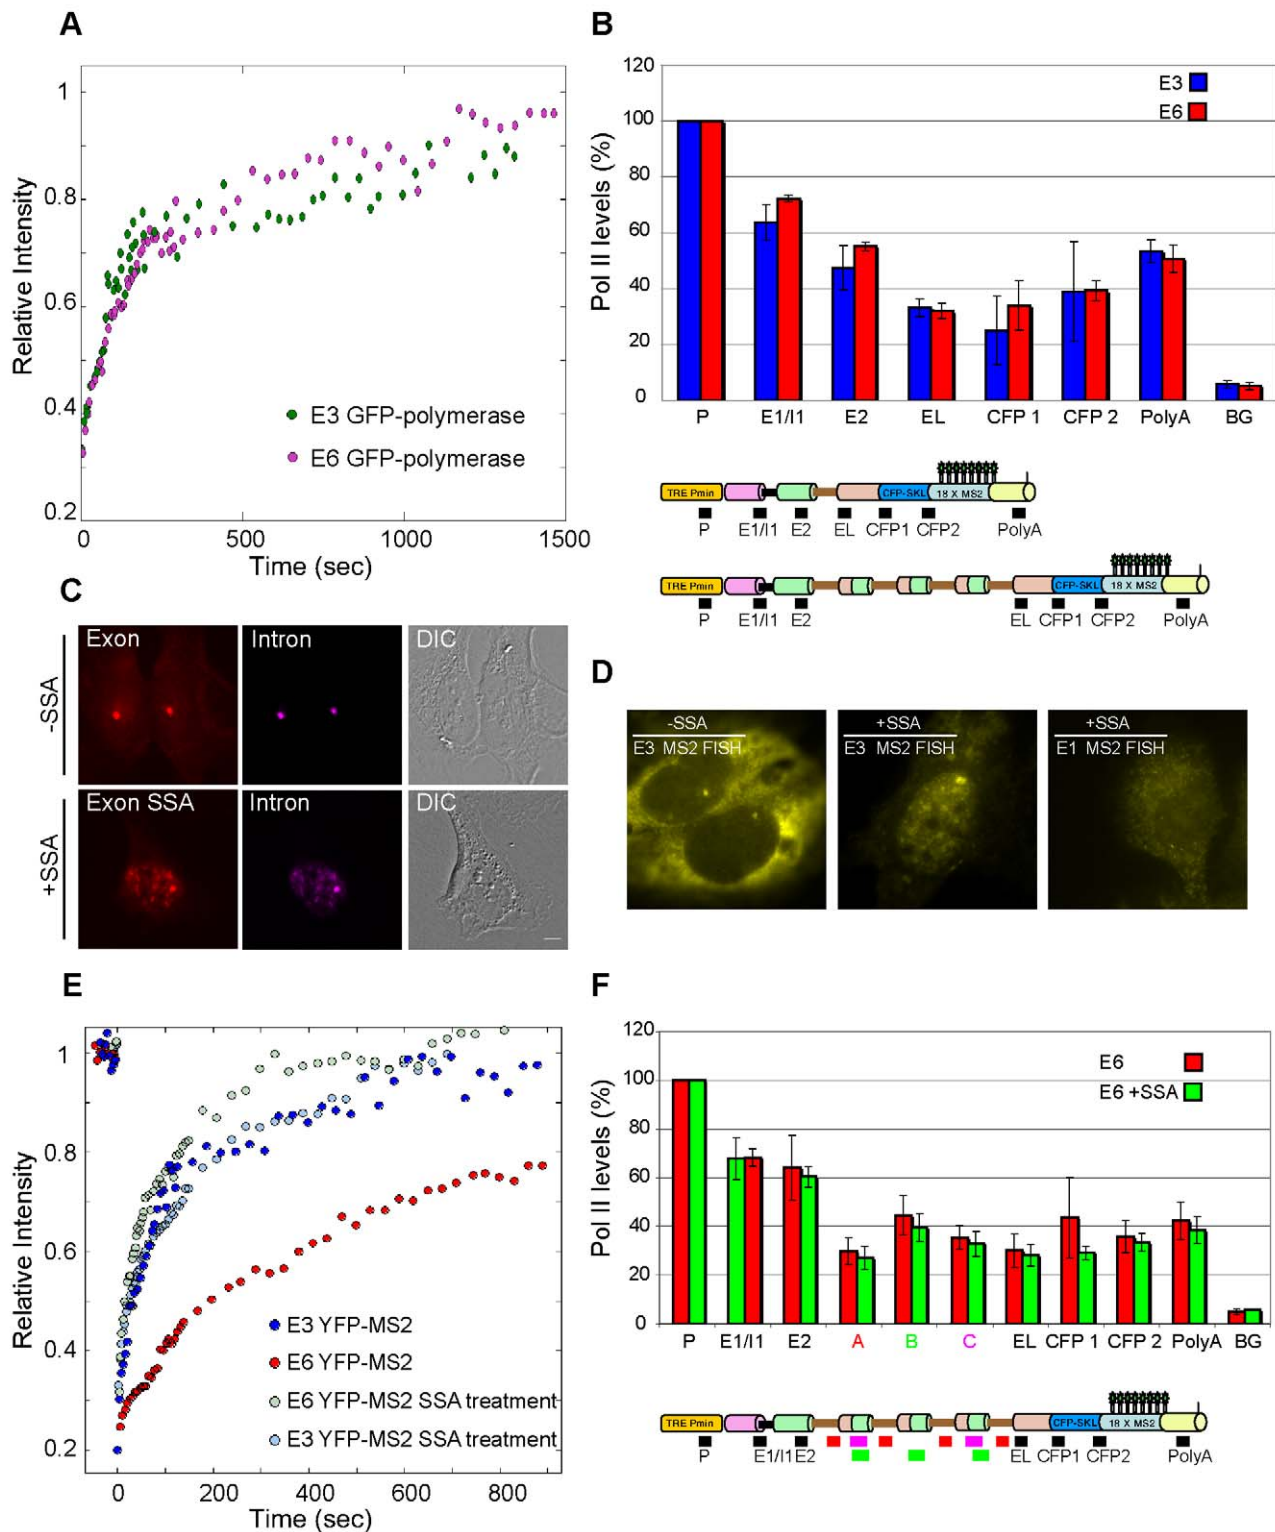 A
1
0.8
0.6
0.4
0.2
Relative Intensity
E3 GFP-polymerase
E6 GFP-polymerase
0 500 1000 1500
Time (sec)
B
120
100
80
60
40
20
0
Pol II levels (%)
E3
E6
P E1/I1 E2 EL CFP 1 CFP 2 PolyA BG
TRE Pmin CFP-SKL 18 X MS2
P E1/I1 E2 EL CFP1 CFP2 PolyA
TRE Pmin CFP-SKL 18 X MS2
P E1/I1 E2 EL CFP1 CFP2 PolyA
C
-SSA
Exon Intron DIC
+SSA
Exon SSA Intron DIC
D
-SSA
E3 MS2 FISH
+SSA
E3 MS2 FISH
+SSA
E1 MS2 FISH
E
1
0.8
0.6
0.4
0.2
Relative Intensity
E3 YFP-MS2
E6 YFP-MS2
E6 YFP-MS2 SSA treatment
E3 YFP-MS2 SSA treatment
0 200 400 600 800
Time (sec)
F
120
100
80
60
40
20
0
Pol II levels (%)
E6
E6 +SSA
P E1/I1 E2 A B C EL CFP 1 CFP 2 PolyA BG
TRE Pmin CFP-SKL 18 X MS2
P E1/I1 E2 EL CFP1 CFP2 PolyA